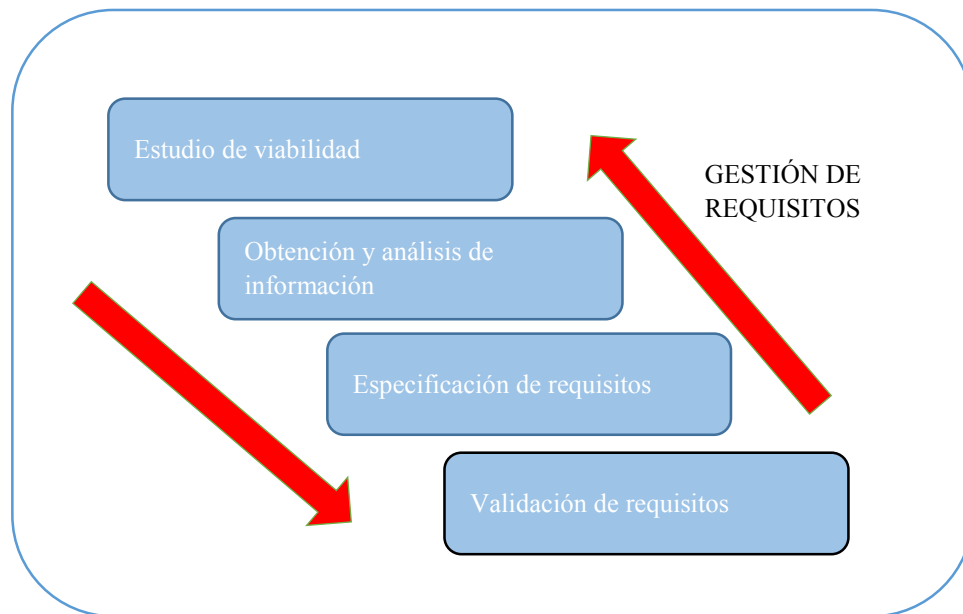 Estudio de viabilidad
GESTIÓN DE
REQUISITOS
Obtención y análisis de
información
Especificación de requisitos
Validación de requisitos